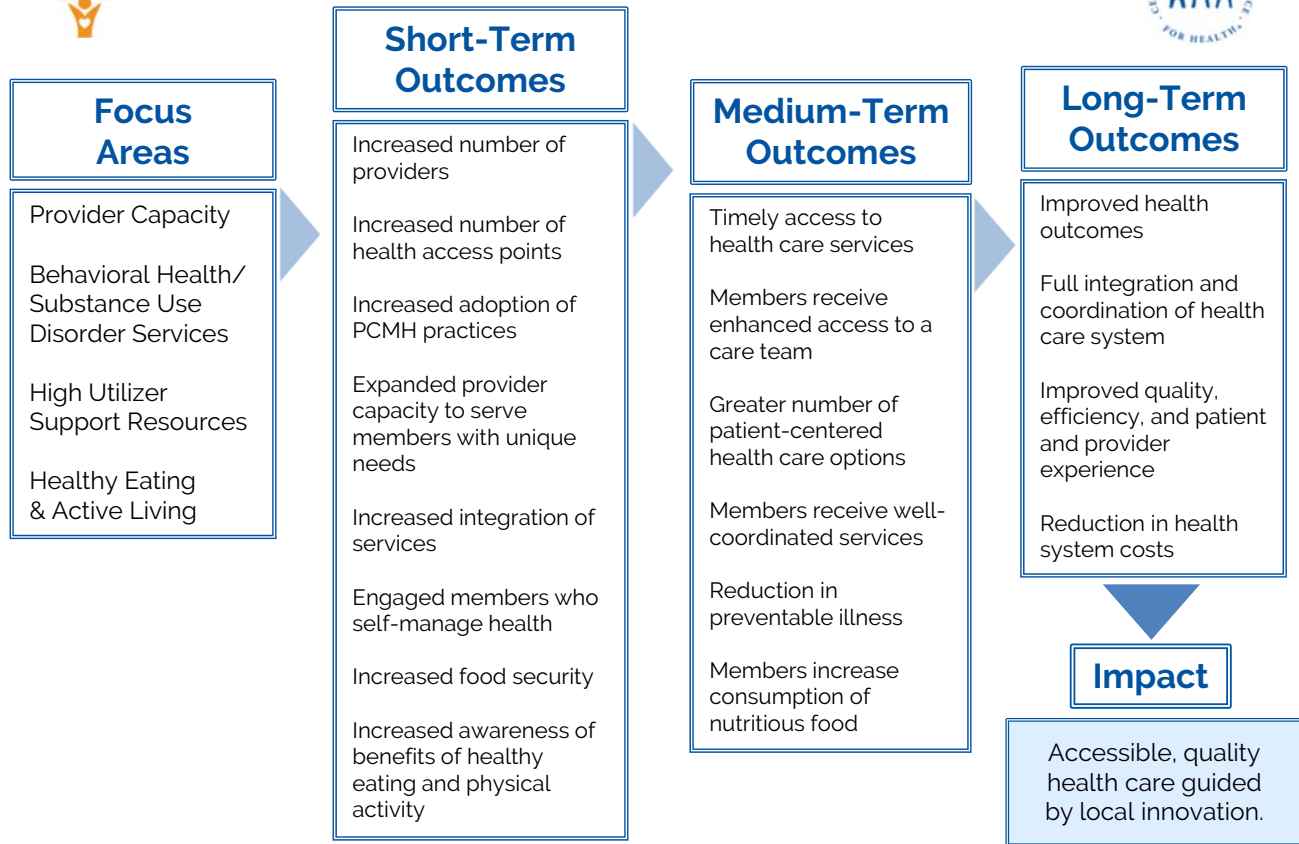 Focus
Areas
Provider Capacity
Behavioral Health/
Substance Use
Disorder Services
High Utilizer
Support Resources
Healthy Eating
& Active Living
Short-Term
Outcomes
Increased number of
providers
Increased number of
health access points
Increased adoption of
PCMH practices
Expanded provider
capacity to serve
members with unique
needs
Increased integration of
services
Engaged members who
self-manage health
Increased food security
Increased awareness of
benefits of healthy
eating and physical
activity
Medium-Term
Outcomes
Timely access to
health care services
Members receive
enhanced access to a
care team
Greater number of
patient-centered
health care options
Members receive well-
coordinated services
Reduction in
preventable illness
Members increase
consumption of
nutritious food
FOR HEALTH
Long-Term
Outcomes
Improved health
outcomes
Full integration and
coordination of health
care system
Improved quality,
efficiency, and patient
and provider
experience
Reduction in health
system costs
Impact
Accessible, quality
health care guided
by local innovation.